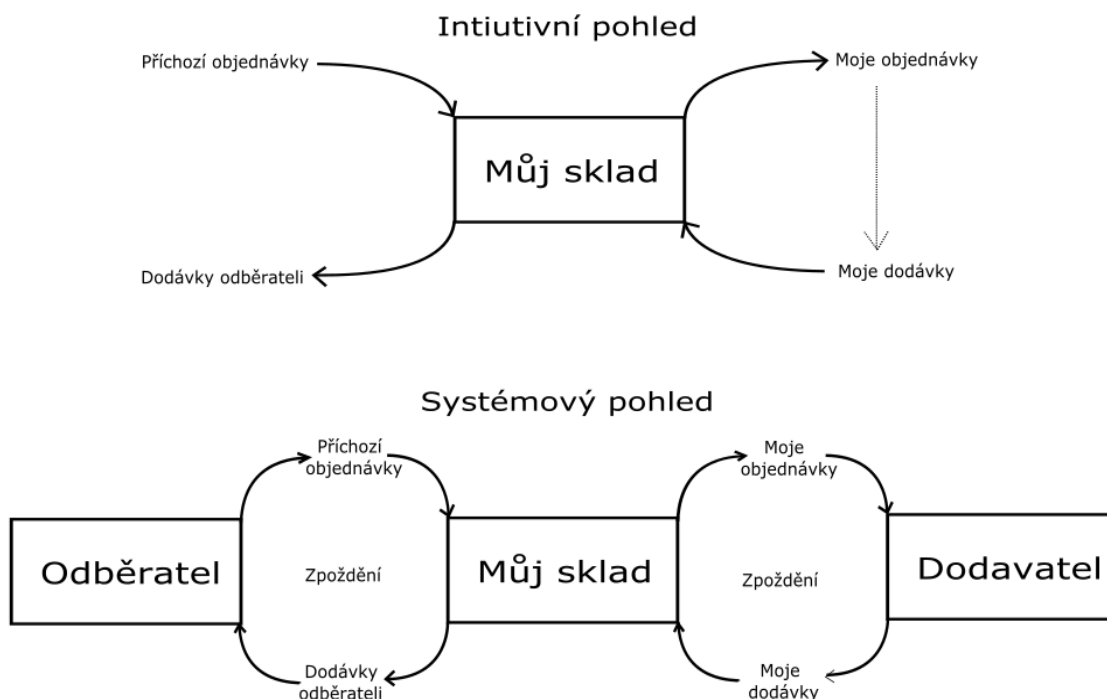 Intiutivní pohled
Příchozí objednávky
Moje objednávky
Můj sklad
Dodávky odběrateli
Moje dodávky
Systémový pohled
Příchozí
objednávky
Moje
objednávky
Odběratel
Zpoždění
Můj sklad
Zpoždění
Dodavatel
Dodávky
odběrateli
Moje
dodávky